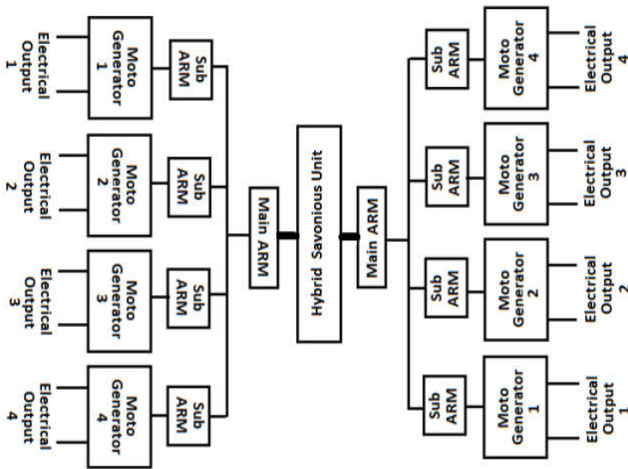 Electrical
Output
1
Moto
Generator
1
Sub
ARM
Electrical
Output
2
Moto
Generator
2
Sub
ARM
Electrical
Output
3
Moto
Generator
3
Sub
ARM
Electrical
Output
4
Moto
Generator
4
Sub
ARM
Main ARM
Hybrid Savonious Unit
Main ARM
Sub
ARM
Moto
Generator
4
Electrical
Output
4
Sub
ARM
Moto
Generator
3
Electrical
Output
3
Sub
ARM
Moto
Generator
2
Electrical
Output
2
Sub
ARM
Moto
Generator
1
Electrical
Output
1